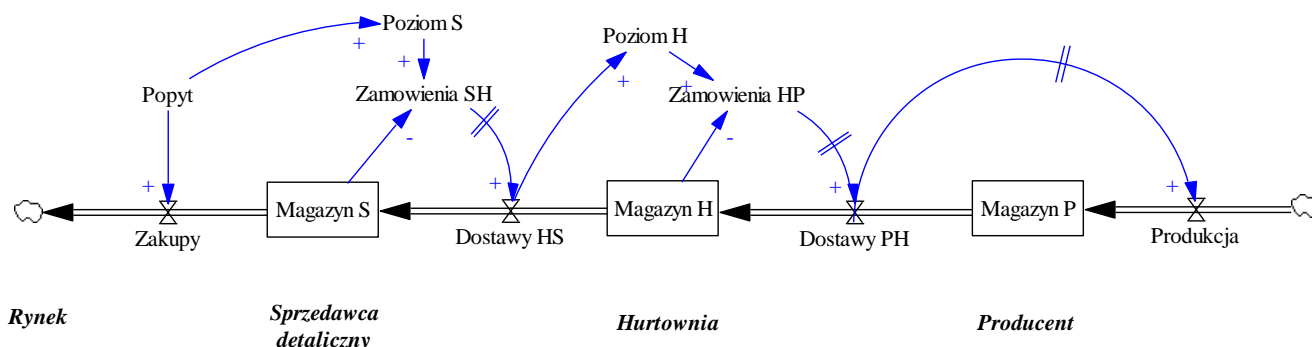 Poziom S
Poziom H
+
+
+
+
+
Popyt
Zamowienia SH
Zamowienia HP
-
-
+
+
+
+
Magazyn S
Magazyn H
Magazyn P
Zakupy
Dostawy HS
Dostawy PH
Produkcja
Rynek
Sprzedawca
detaliczny
Hurtownia
Producent